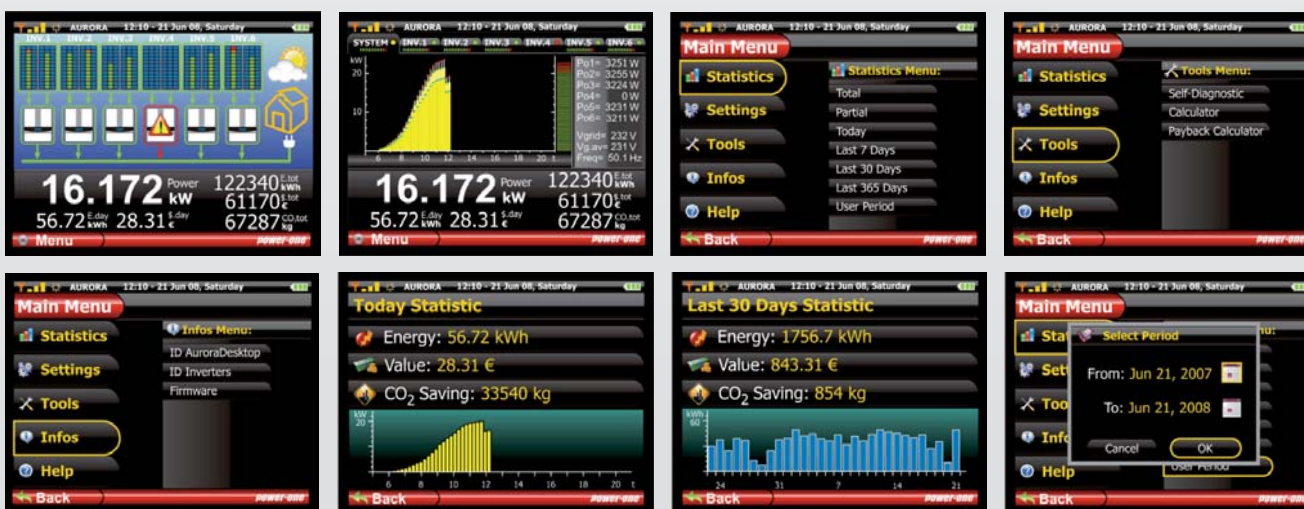 AURORA 12:10 - 21 Jun 08, Saturday
INV.1 INV.2 INV.3 INV.4 INV.5 INV.6
16.172 Power kW
122340 E.tot kWh
61170 $.tot €
56.72 E.day kWh 28.31 $.day €
67287 CO2.tot kg
Menu
power-one
AURORA 12:10 - 21 Jun 08, Saturday
SYSTEM INV.1 INV.2 INV.3 INV.4 INV.5 INV.6
kW
20
10
6 8 10 12 14 16 18 20 t
Po1= 3251 W
Po2= 3255 W
Po3= 3224 W
Po4= 0 W
Po5= 3231 W
Po6= 3211 W
Vgrid= 232 V
Vg.av= 231 V
Freq= 50.1 Hz
16.172 Power kW
122340 E.tot kWh
61170 $.tot €
56.72 E.day kWh 28.31 $.day €
67287 CO2.tot kg
Menu
power-one
AURORA 12:10 - 21 Jun 08, Saturday
Main Menu
Statistics
Settings
Tools
Infos
Help
Statistics Menu:
Total
Partial
Today
Last 7 Days
Last 30 Days
Last 365 Days
User Period
Back
power-one
AURORA 12:10 - 21 Jun 08, Saturday
Main Menu
Statistics
Settings
Tools
Infos
Help
Tools Menu:
Self-Diagnostic
Calculator
Payback Calculator
Back
power-one
AURORA 12:10 - 21 Jun 08, Saturday
Main Menu
Statistics
Settings
Tools
Infos
Help
Infos Menu:
ID AuroraDesktop
ID Inverters
Firmware
Back
power-one
AURORA 12:10 - 21 Jun 08, Saturday
Today Statistic
Energy: 56.72 kWh
Value: 28.31 €
CO2 Saving: 33540 kg
kW
20
6 8 10 12 14 16 18 20 t
Back
power-one
AURORA 12:10 - 21 Jun 08, Saturday
Last 30 Days Statistic
Energy: 1756.7 kWh
Value: 843.31 €
CO2 Saving: 854 kg
kWh
60
24 31 7 14 21
Back
power-one
AURORA 12:10 - 21 Jun 08, Saturday
Main Menu
Sta
Set
Too
Info
Help
nu:
Select Period
From: Jun 21, 2007
To: Jun 21, 2008
Cancel OK
User Period
Back
power-one